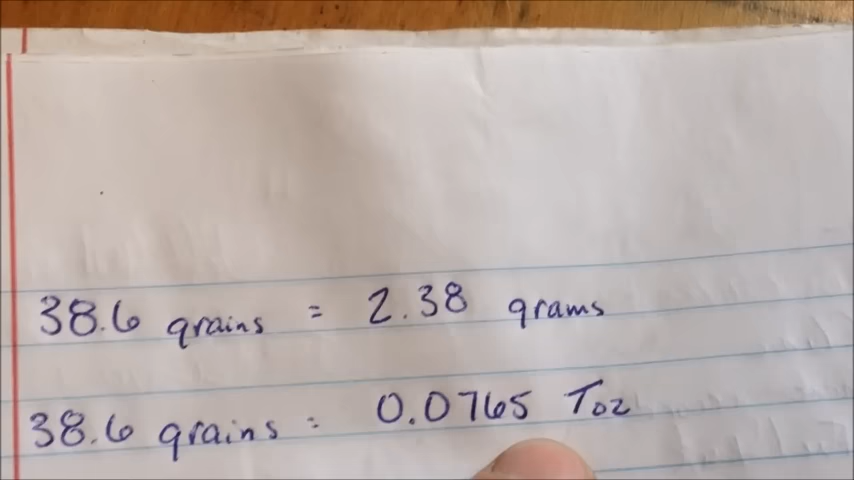 38.6 grains = 2.38 grams
38.6 grains = 0.0765 Toz